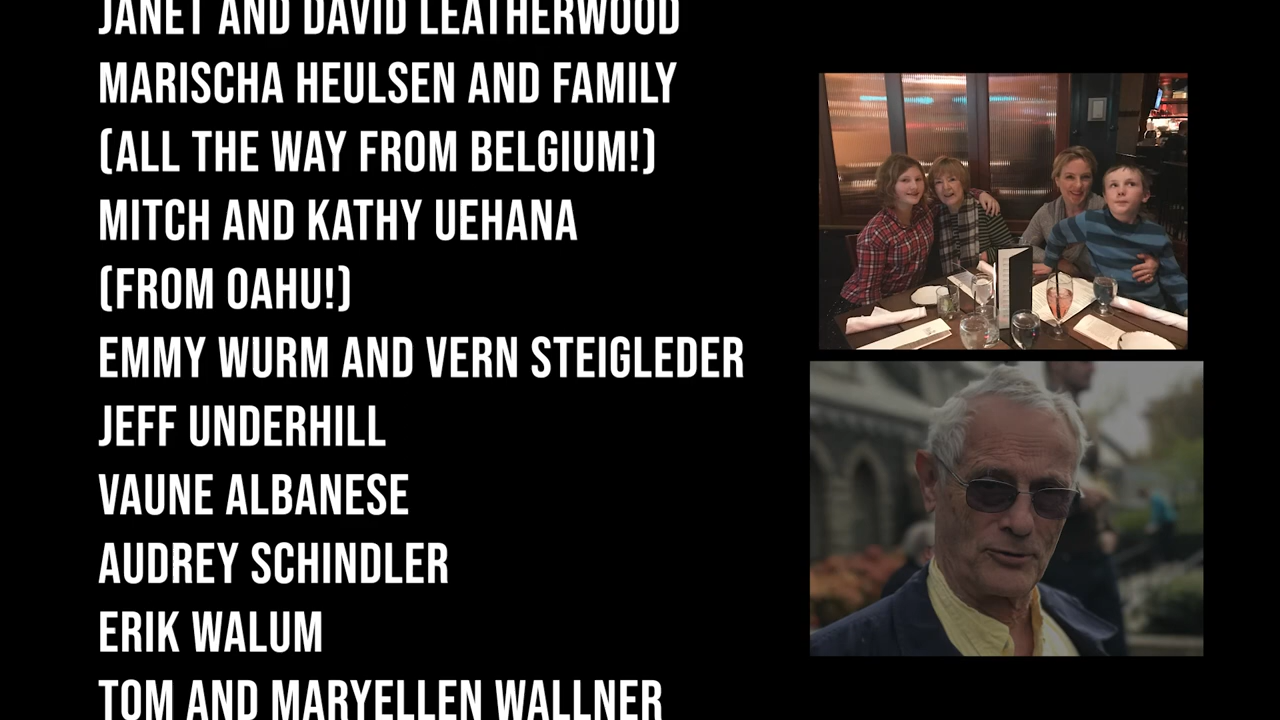 JANET AND DAVID LEATHERWOOD
MARISCHA HEULSEN AND FAMILY
(ALL THE WAY FROM BELGIUM!)
MITCH AND KATHY UEHANA
(FROM OAHU!)
EMMY WURM AND VERN STEIGLEDER
JEFF UNDERHILL
VAUNE ALBANESE
AUDREY SCHINDLER
ERIK WALUM
TOM AND MARYELLEN WALLNER